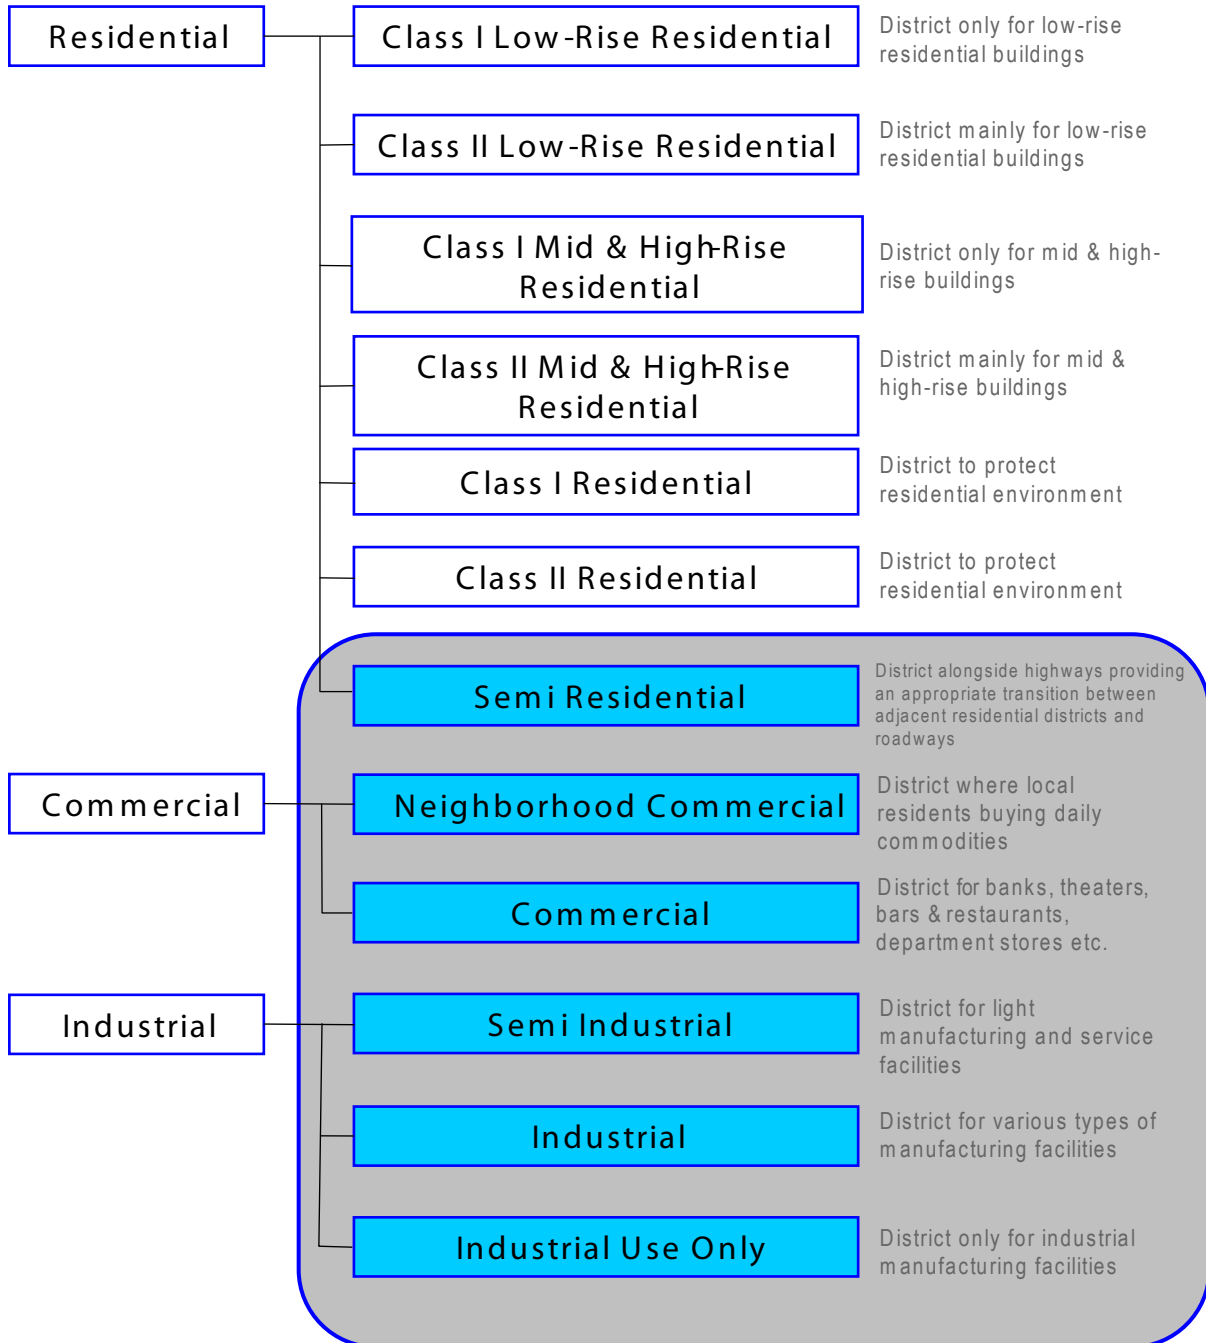 Residential
Class I Low-Rise Residential
District only for low-rise
residential buildings
Class II Low-Rise Residential
District mainly for low-rise
residential buildings
Class I Mid & High-Rise
Residential
District only for mid & high-
rise buildings
Class II Mid & High-Rise
Residential
District mainly for mid &
high-rise buildings
Class I Residential
District to protect
residential environment
Class II Residential
District to protect
residential environment
Semi Residential
District alongside highways providing
an appropriate transition between
adjacent residential districts and
roadways
Commercial
Neighborhood Commercial
District where local
residents buying daily
commodities
Commercial
District for banks, theaters,
bars & restaurants,
department stores etc.
Industrial
Semi Industrial
District for light
manufacturing and service
facilities
Industrial
District for various types of
manufacturing facilities
Industrial Use Only
District only for industrial
manufacturing facilities